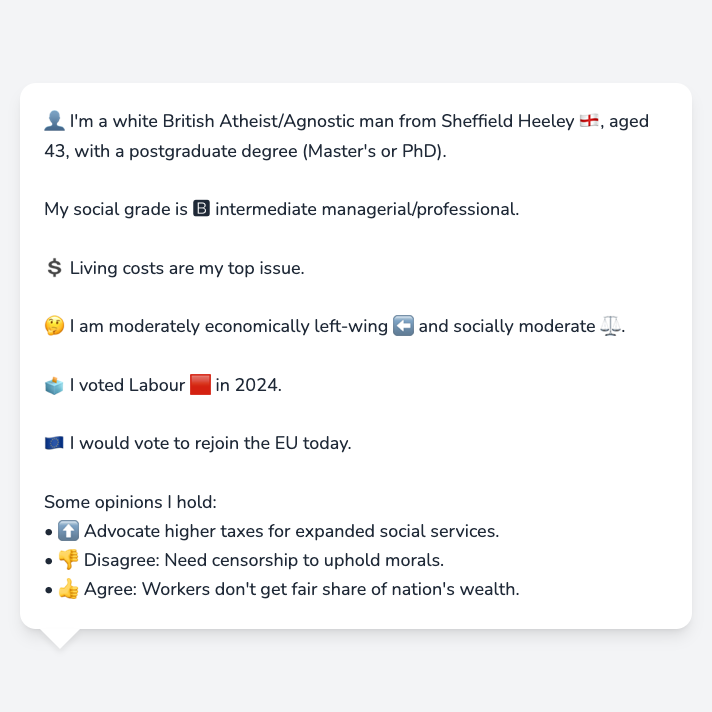 👤 I'm a white British Atheist/Agnostic man from Sheffield Heeley 🏴󠁧󠁢󠁥󠁮󠁧󠁿, aged
43, with a postgraduate degree (Master's or PhD).
My social grade is 🅱 intermediate managerial/professional.
💲 Living costs are my top issue.
🤔 I am moderately economically left-wing ⬅️ and socially moderate ⚖️.
🗳️ I voted Labour 🟥 in 2024.
🇪🇺 I would vote to rejoin the EU today.
Some opinions I hold:
• ⬆️ Advocate higher taxes for expanded social services.
• 👎 Disagree: Need censorship to uphold morals.
• 👍 Agree: Workers don't get fair share of nation's wealth.